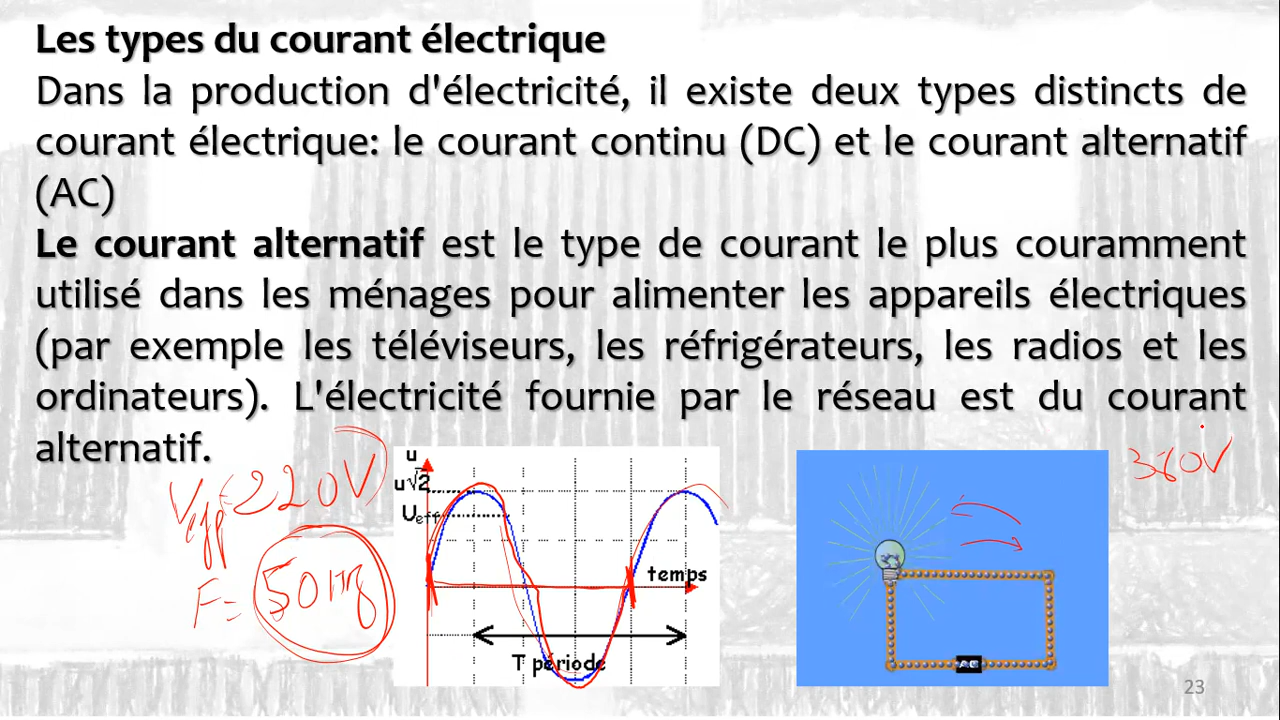 Les types du courant électrique
Dans la production d'électricité, il existe deux types distincts de
courant électrique: le courant continu (DC) et le courant alternatif
(AC)
Le courant alternatif est le type de courant le plus couramment
utilisé dans les ménages pour alimenter les appareils électriques
(par exemple les téléviseurs, les réfrigérateurs, les radios et les
ordinateurs). L'électricité fournie par le réseau est du courant
alternatif.
= 220V
F = 50
u
u√2
Ueff
temps
T période
AC
380V
23